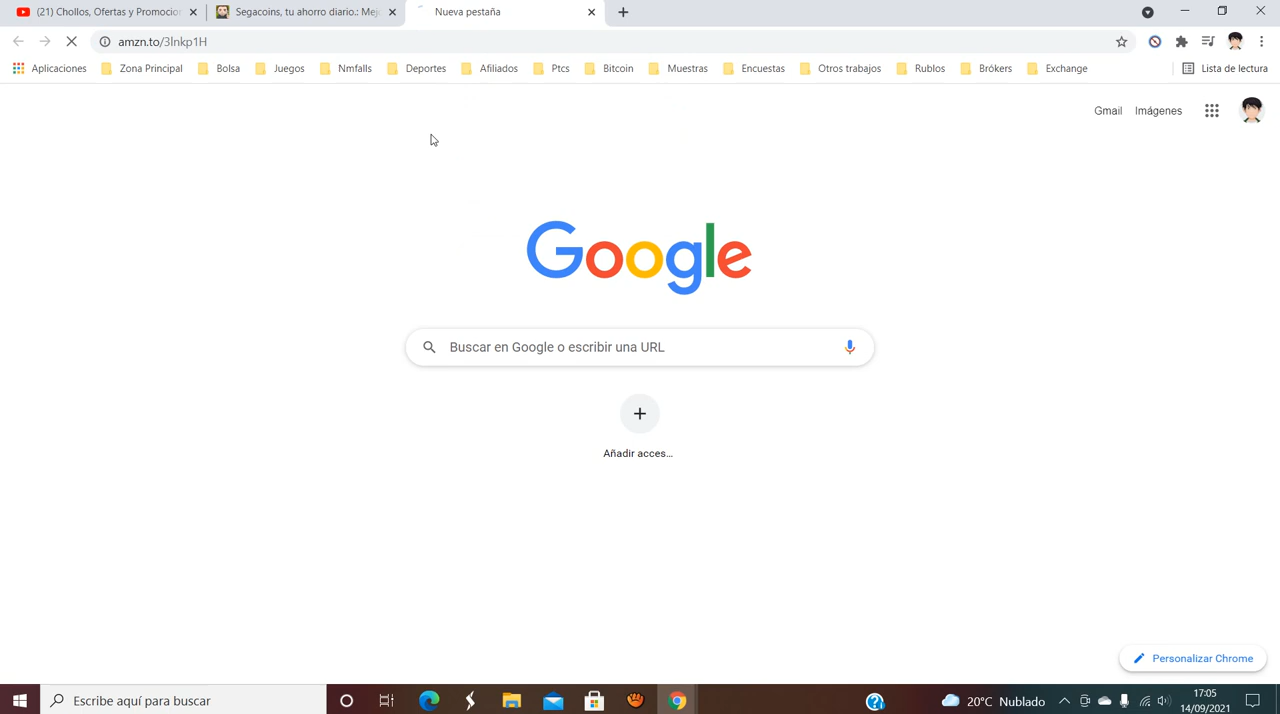 (21) Chollos, Ofertas y Promocion
Segacoins, tu ahorro diario.: Mej
Nueva pestaña
amzn.to/3lnkp1H
Aplicaciones
Zona Principal
Bolsa
Juegos
Nmfalls
Deportes
Afiliados
Ptcs
Bitcoin
Muestras
Encuestas
Otros trabajos
Rublos
Brókers
Exchange
Lista de lectura
Gmail
Imágenes
Google
Buscar en Google o escribir una URL
Añadir acces...
Personalizar Chrome
Escribe aquí para buscar
20°C Nublado
17:05
14/09/2021